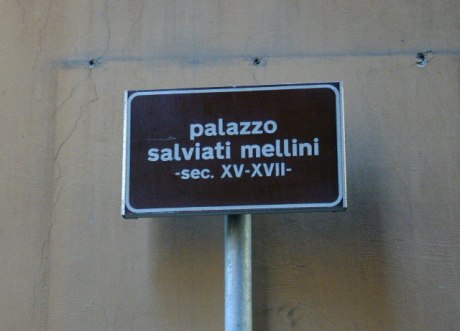 palazzo
salviati mellini
-sec. XV-XVII-